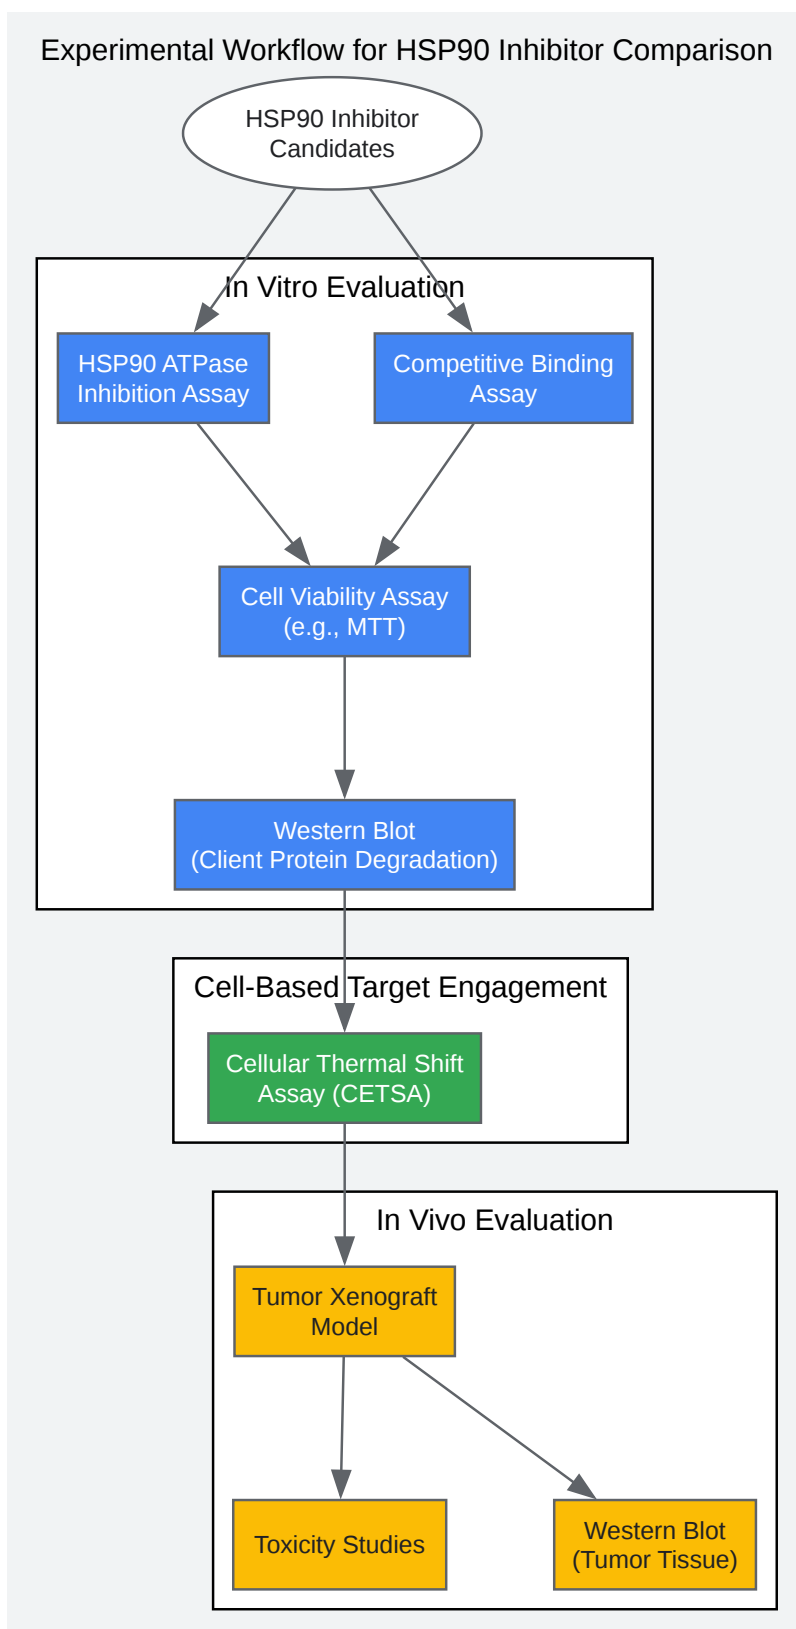 Experimental Workflow for HSP90 Inhibitor Comparison
HSP90 Inhibitor
Candidates
In Vitro Evaluation
HSP90 ATPase
Inhibition Assay
Competitive Binding
Assay
Cell Viability Assay
(e.g., MTT)
Western Blot
(Client Protein Degradation)
Cell-Based Target Engagement
Cellular Thermal Shift
Assay (CETSA)
In Vivo Evaluation
Tumor Xenograft
Model
Toxicity Studies
Western Blot
(Tumor Tissue)